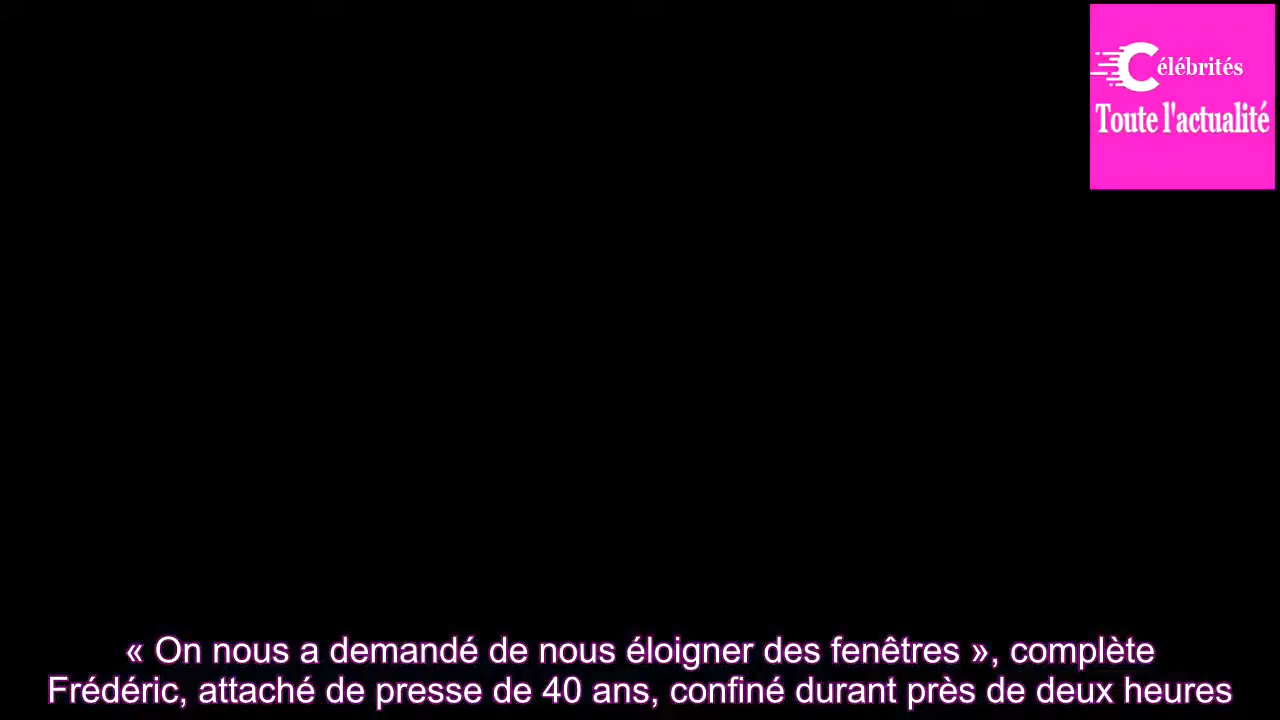 Célébrités
Toute l'actualité
« On nous a demandé de nous éloigner des fenêtres », complète
Frédéric, attaché de presse de 40 ans, confiné durant près de deux heures